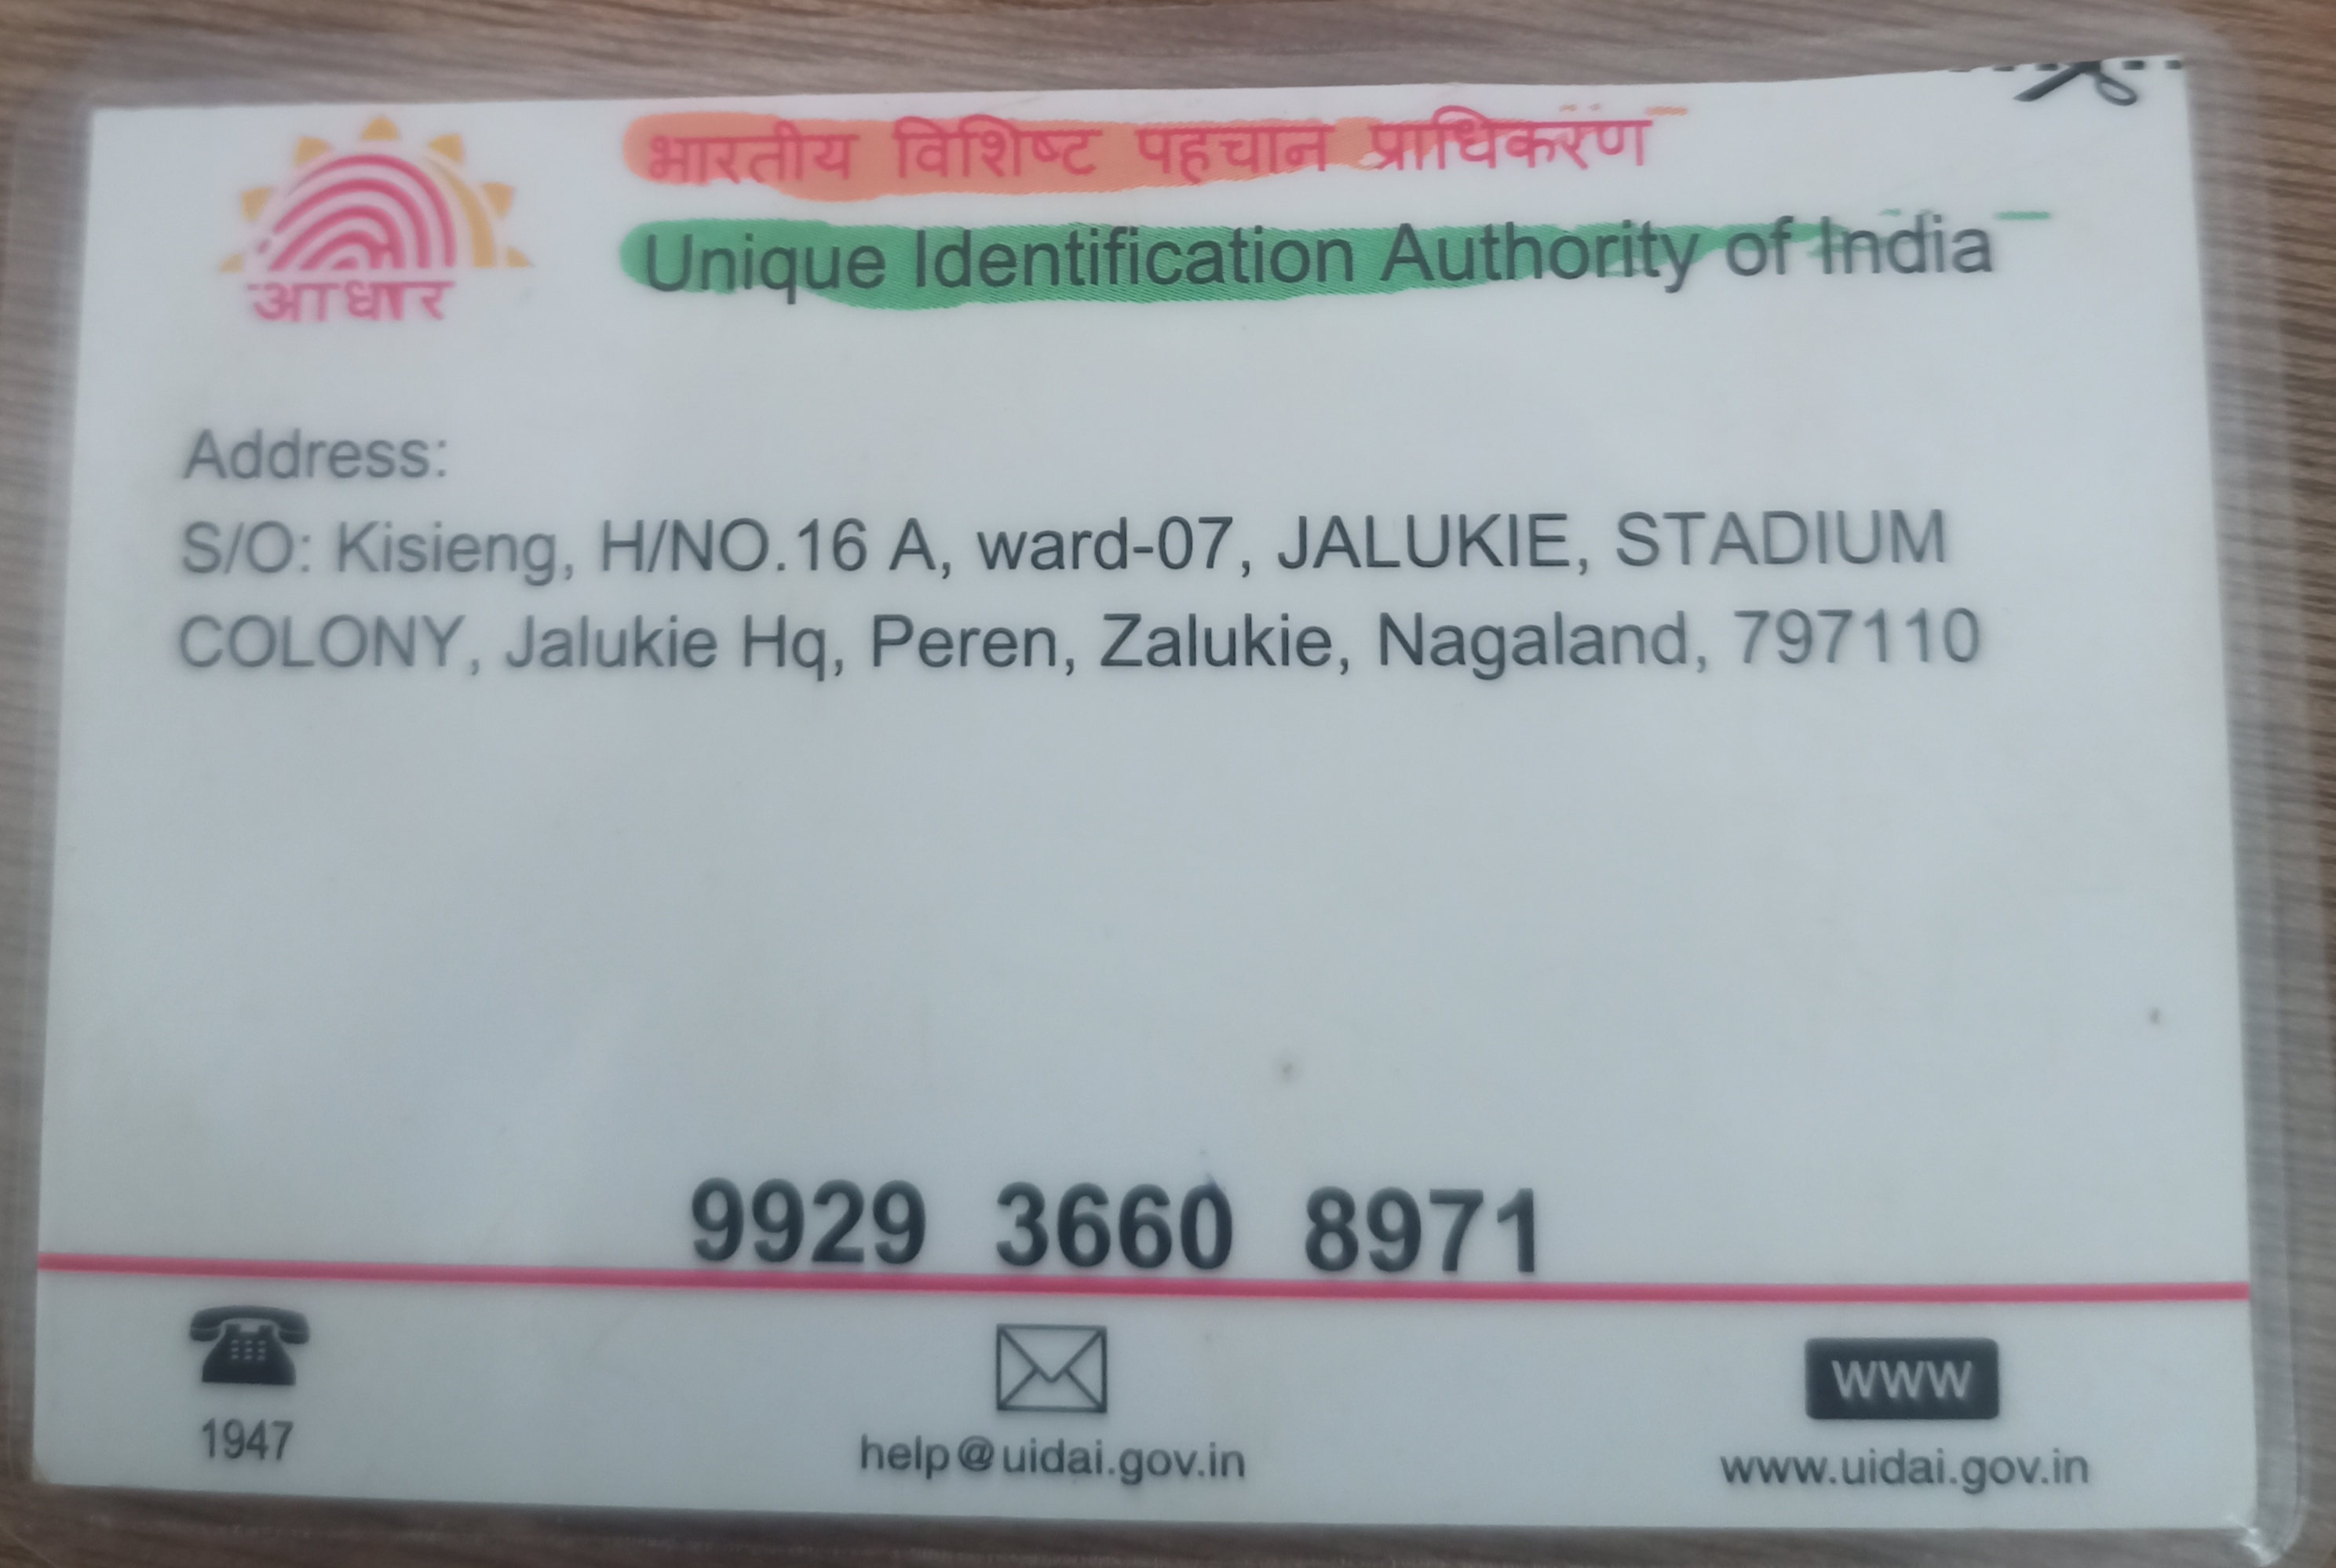 भारतीय विशिष्ट पहचान प्राधिकरण
Unique Identification Authority of India
आधार
Address:
S/O: Kisieng, H/NO.16 A, ward-07, JALUKIE, STADIUM
COLONY, Jalukie Hq, Peren, Zalukie, Nagaland, 797110
9929 3660 8971
1947
help@uidai.gov.in
www
www.uidai.gov.in